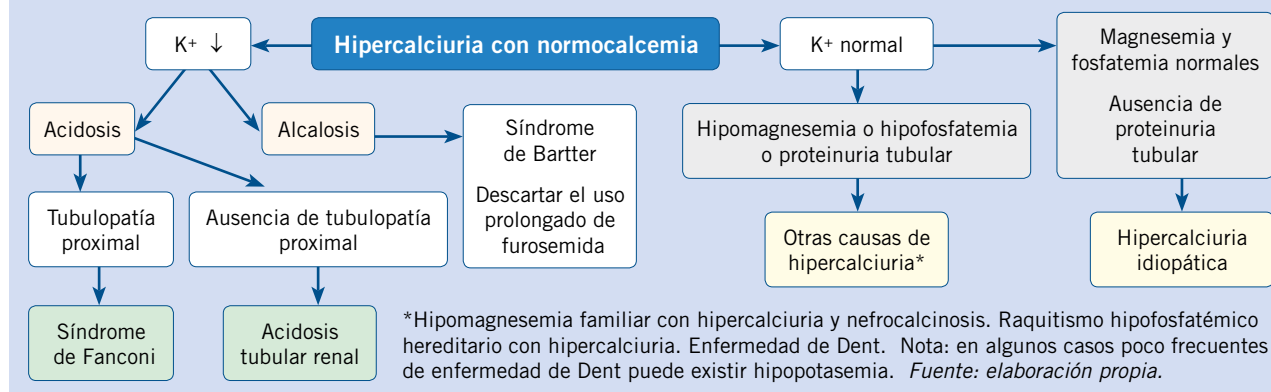 K+ ↓
Hipercalciuria con normocalcemia
K+ normal
Magnesemia y
fosfatemia normales
Ausencia de
proteinuria
tubular
Acidosis
Alcalosis
Síndrome
de Bartter
Descartar el uso
prolongado de
furosemida
Hipomagnesemia o hipofosfatemia
o proteinuria tubular
Tubulopatía
proximal
Ausencia de tubulopatía
proximal
Otras causas de
hipercalciuria*
Hipercalciuria
idiopática
Síndrome
de Fanconi
Acidosis
tubular renal
*Hipomagnesemia familiar con hipercalciuria y nefrocalcinosis. Raquitismo hipofosfatémico
hereditario con hipercalciuria. Enfermedad de Dent. Nota: en algunos casos poco frecuentes
de enfermedad de Dent puede existir hipopotasemia. Fuente: elaboración propia.